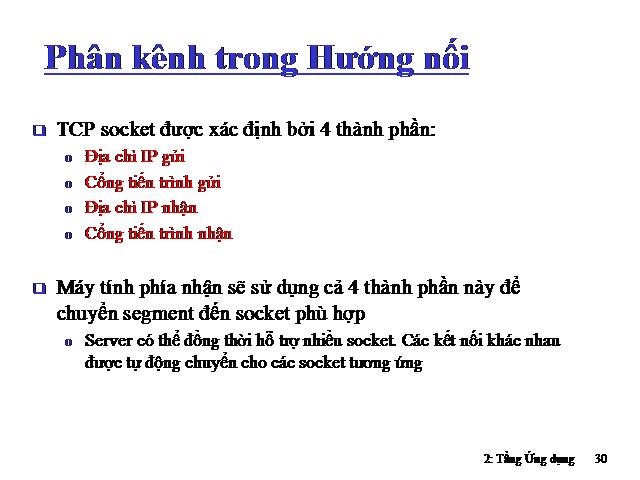 Phân kênh trong Hướng nối
TCP socket được xác định bởi 4 thành phần:
Địa chỉ IP gửi
Cổng tiến trình gửi
Địa chỉ IP nhận
Cổng tiến trình nhận
Máy tính phía nhận sẽ sử dụng cả 4 thành phần này để
chuyển segment đến socket phù hợp
Server có thể đồng thời hỗ trợ nhiều socket. Các kết nối khác nhau
được tự động chuyển cho các socket tương ứng
2: Tầng Ứng dụng 30